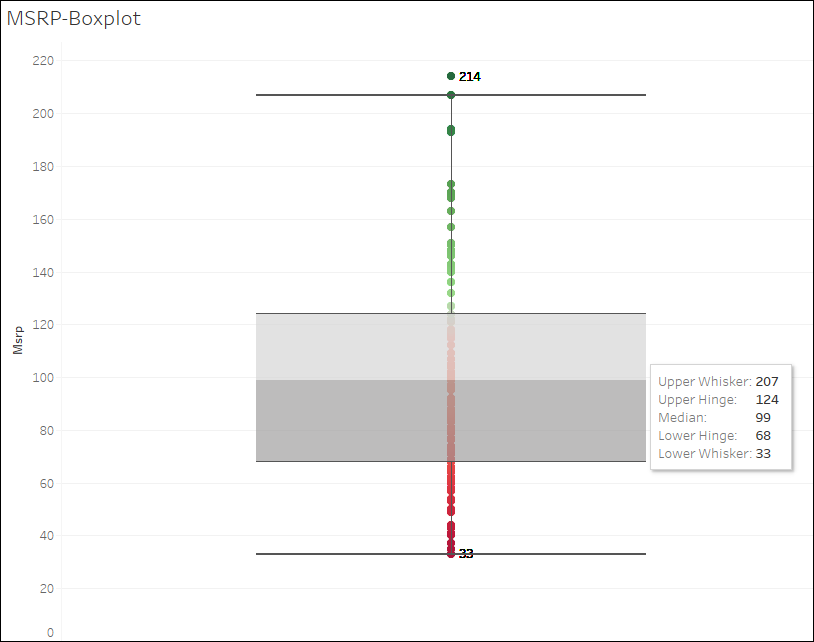 MSRP-Boxplot
220
214
200
180
160
140
120
100
80
60
40
20
0
Msrp
33
Upper Whisker: 207
Upper Hinge: 124
Median: 99
Lower Hinge: 68
Lower Whisker: 33